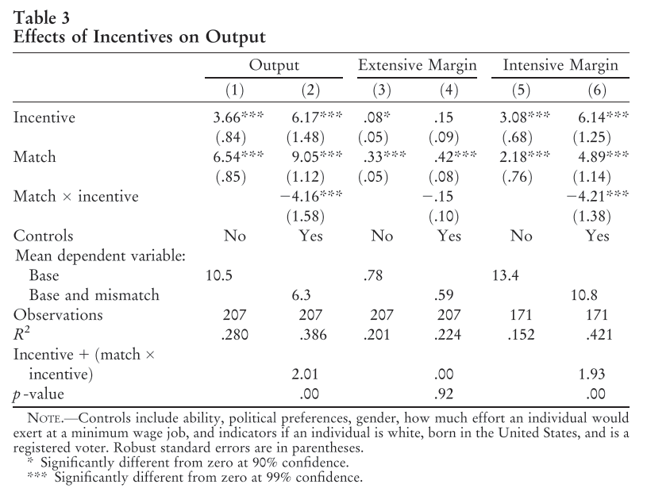 Table 3
Effects of Incentives on Output
Output Extensive Margin Intensive Margin
(1) (2) (3) (4) (5) (6)
Incentive 3.66*** 6.17*** .08* .15 3.08*** 6.14***
(.84) (1.48) (.05) (.09) (.68) (1.25)
Match 6.54*** 9.05*** .33*** .42*** 2.18*** 4.89***
(.85) (1.12) (.05) (.08) (.76) (1.14)
Match × incentive −4.16*** −.15 −4.21***
(1.58) (.10) (1.38)
Controls No Yes No Yes No Yes
Mean dependent variable:
Base 10.5 .78 13.4
Base and mismatch 6.3 .59 10.8
Observations 207 207 207 207 171 171
R² .280 .386 .201 .224 .152 .421
Incentive + (match ×
incentive) 2.01 .00 1.93
p-value .00 .92 .00
NOTE.—Controls include ability, political preferences, gender, how much effort an individual would
exert at a minimum wage job, and indicators if an individual is white, born in the United States, and is a
registered voter. Robust standard errors are in parentheses.
* Significantly different from zero at 90% confidence.
*** Significantly different from zero at 99% confidence.